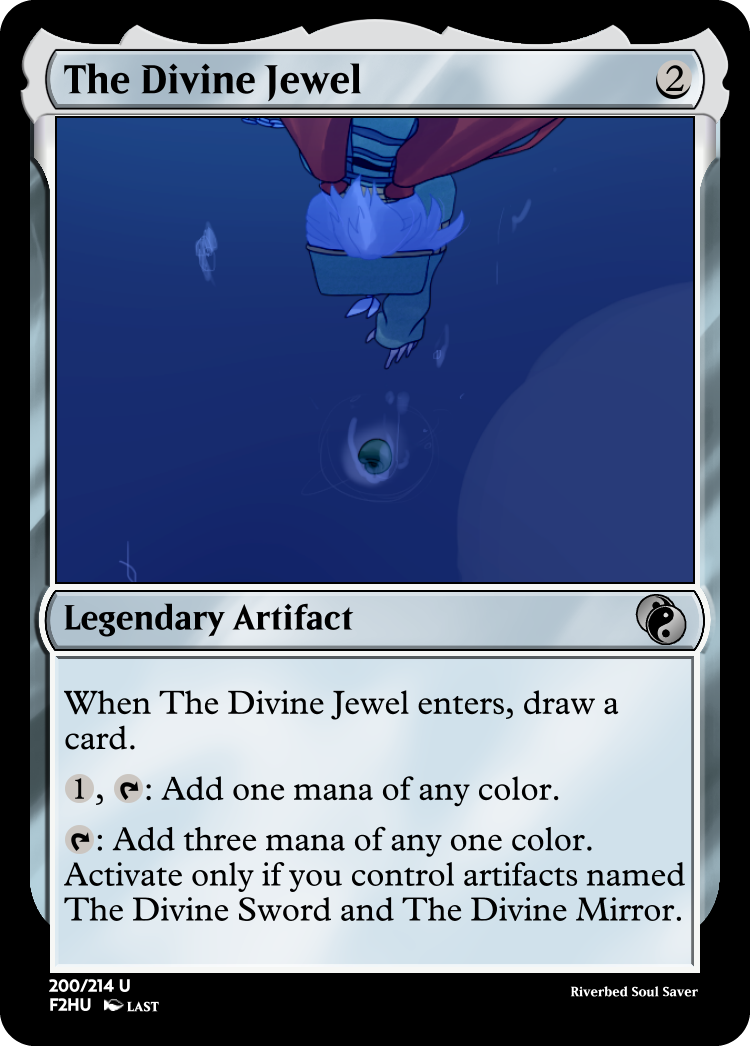 The Divine Jewel 2
Legendary Artifact
When The Divine Jewel enters, draw a
card.
1, : Add one mana of any color.
: Add three mana of any one color.
Activate only if you control artifacts named
The Divine Sword and The Divine Mirror.
200/214 U
F2HU LAST
Riverbed Soul Saver